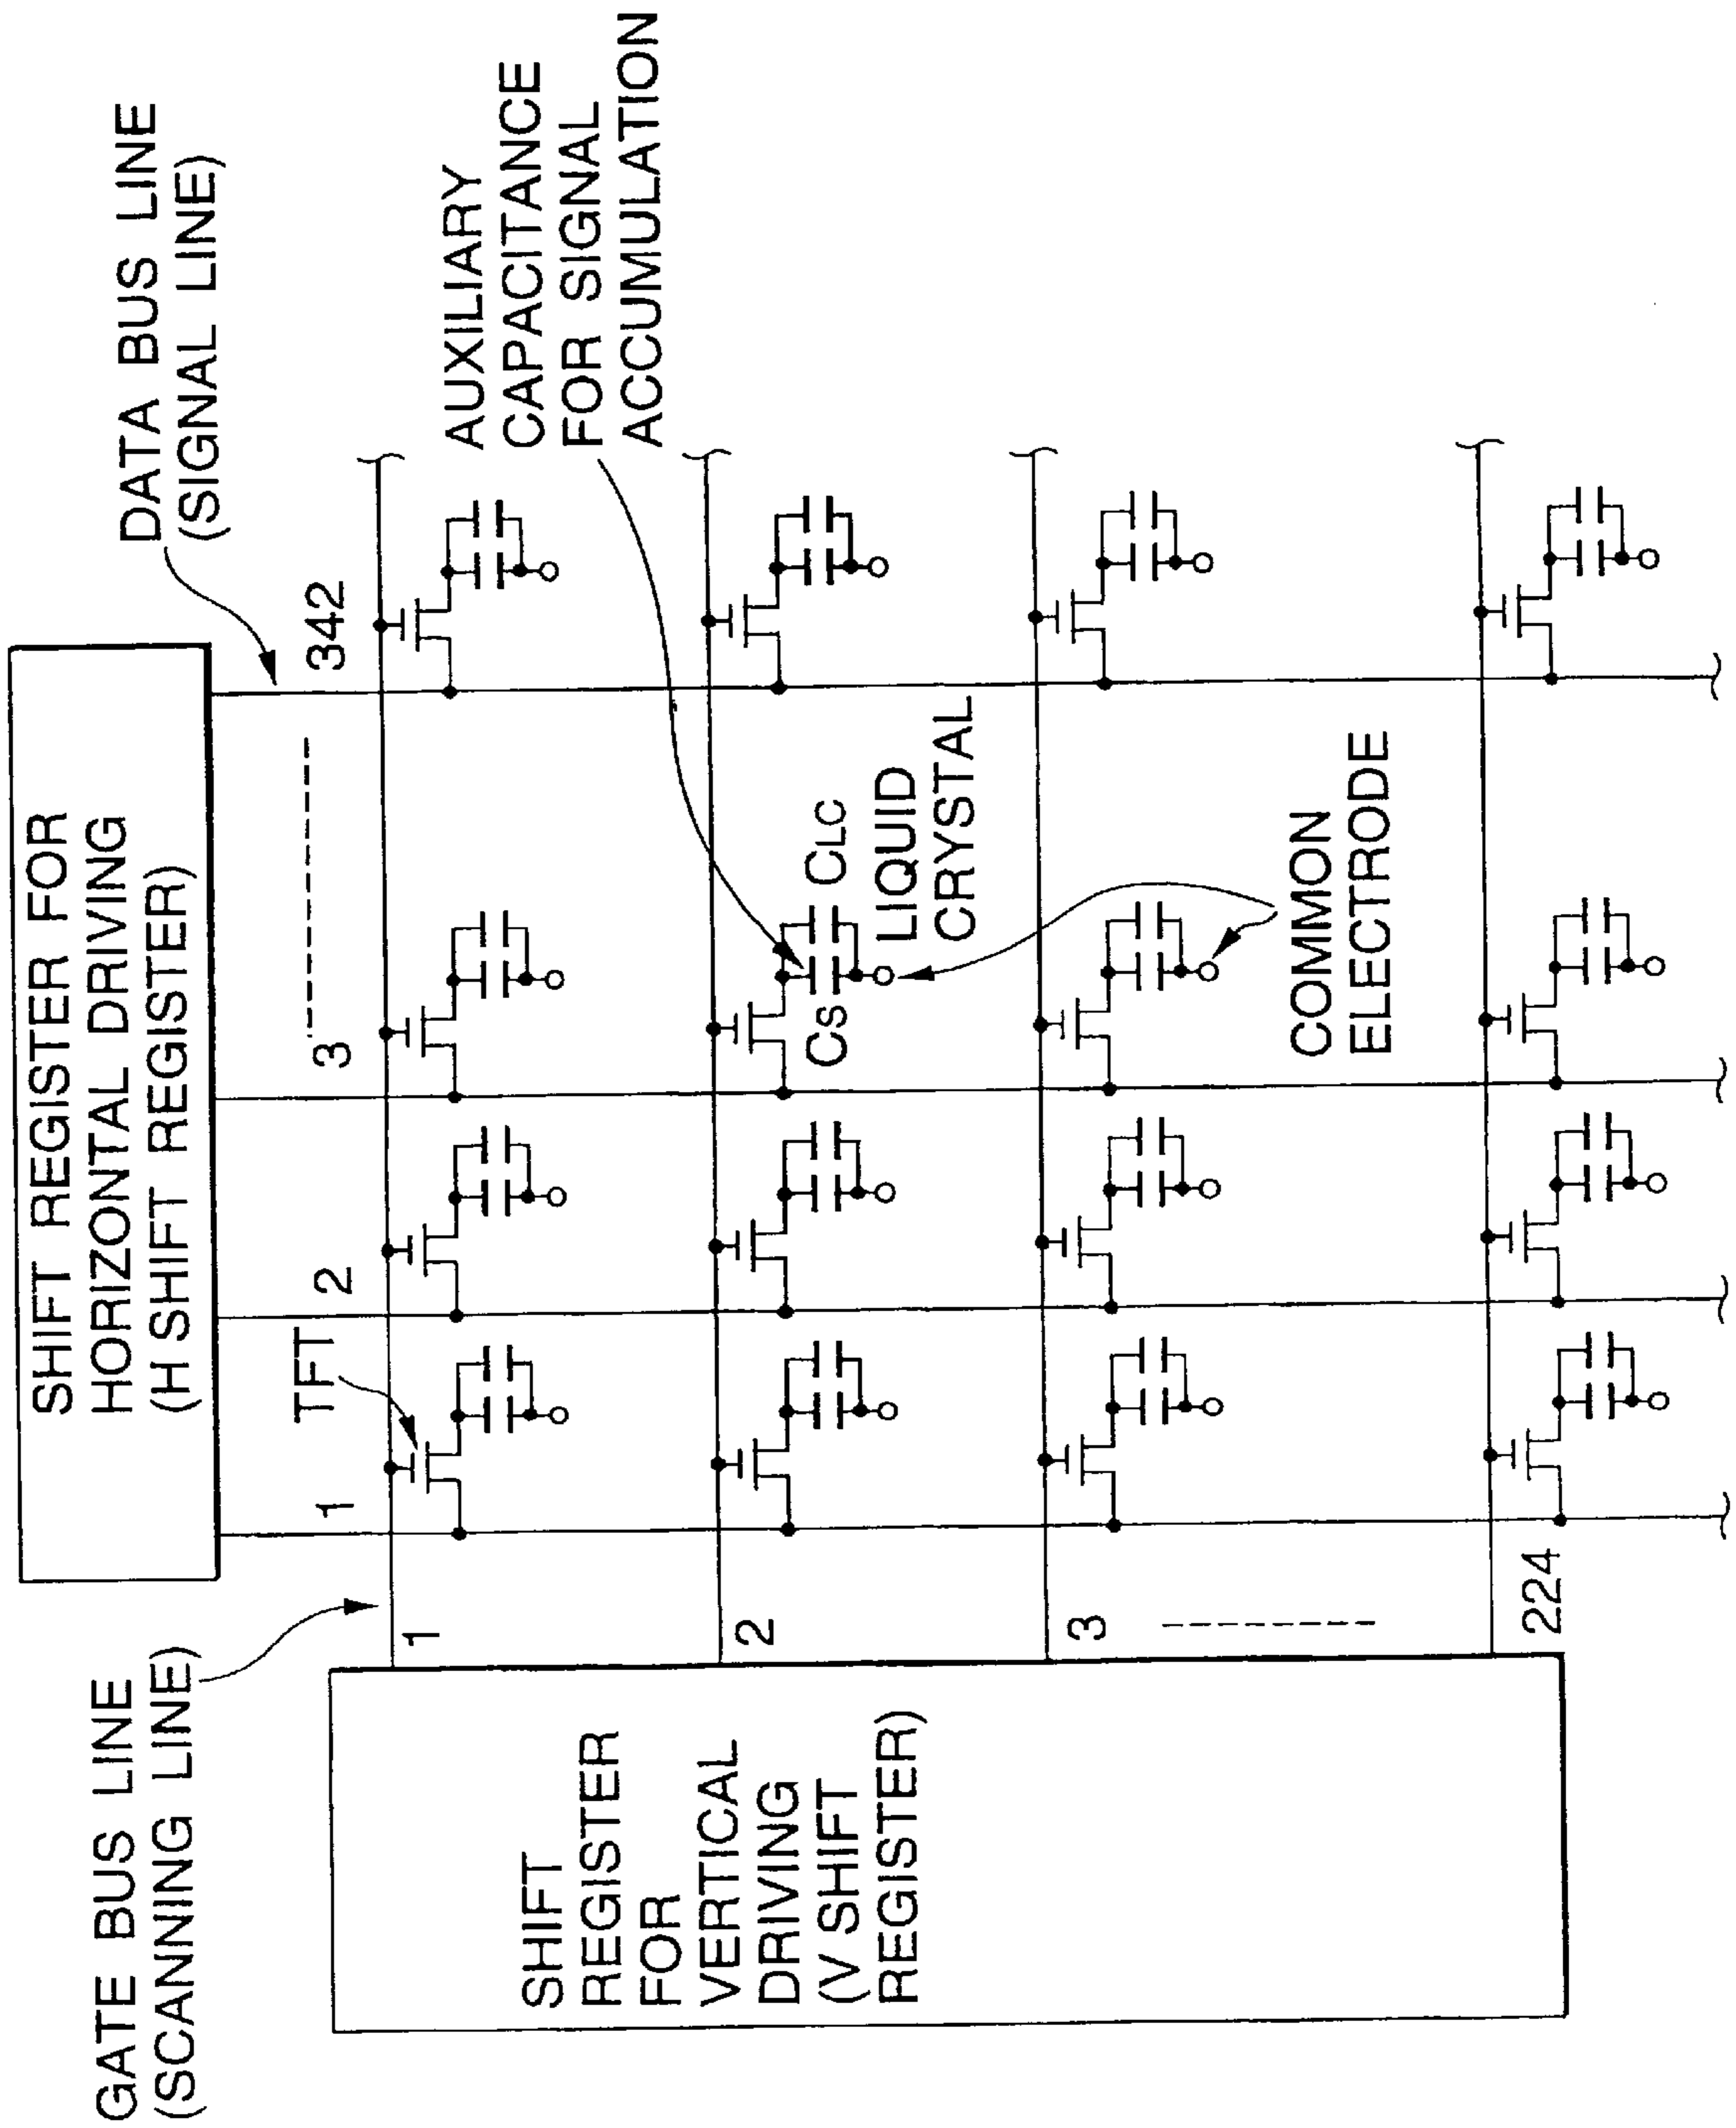 GATE BUS LINE
(SCANNING LINE)
SHIFT REGISTER FOR
HORIZONTAL DRIVING
(H SHIFT REGISTER)
DATA BUS LINE
(SIGNAL LINE)
TFT
1
2
3
342
AUXILIARY
CAPACITANCE
FOR SIGNAL
ACCUMULATION
SHIFT
REGISTER
FOR
VERTICAL
DRIVING
(V SHIFT
REGISTER)
1
2
3
224
CS
CLC
LIQUID
CRYSTAL
COMMON
ELECTRODE